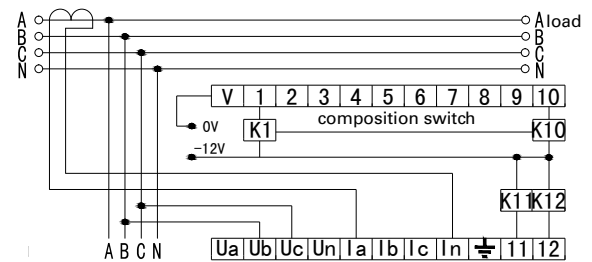 A A load
B B
C C
N N
V 1 2 3 4 5 6 7 8 9 10
0V composition switch
K1 K10
-12V
K11 K12
A B C N Ua Ub Uc Un Ia Ib Ic In 11 12